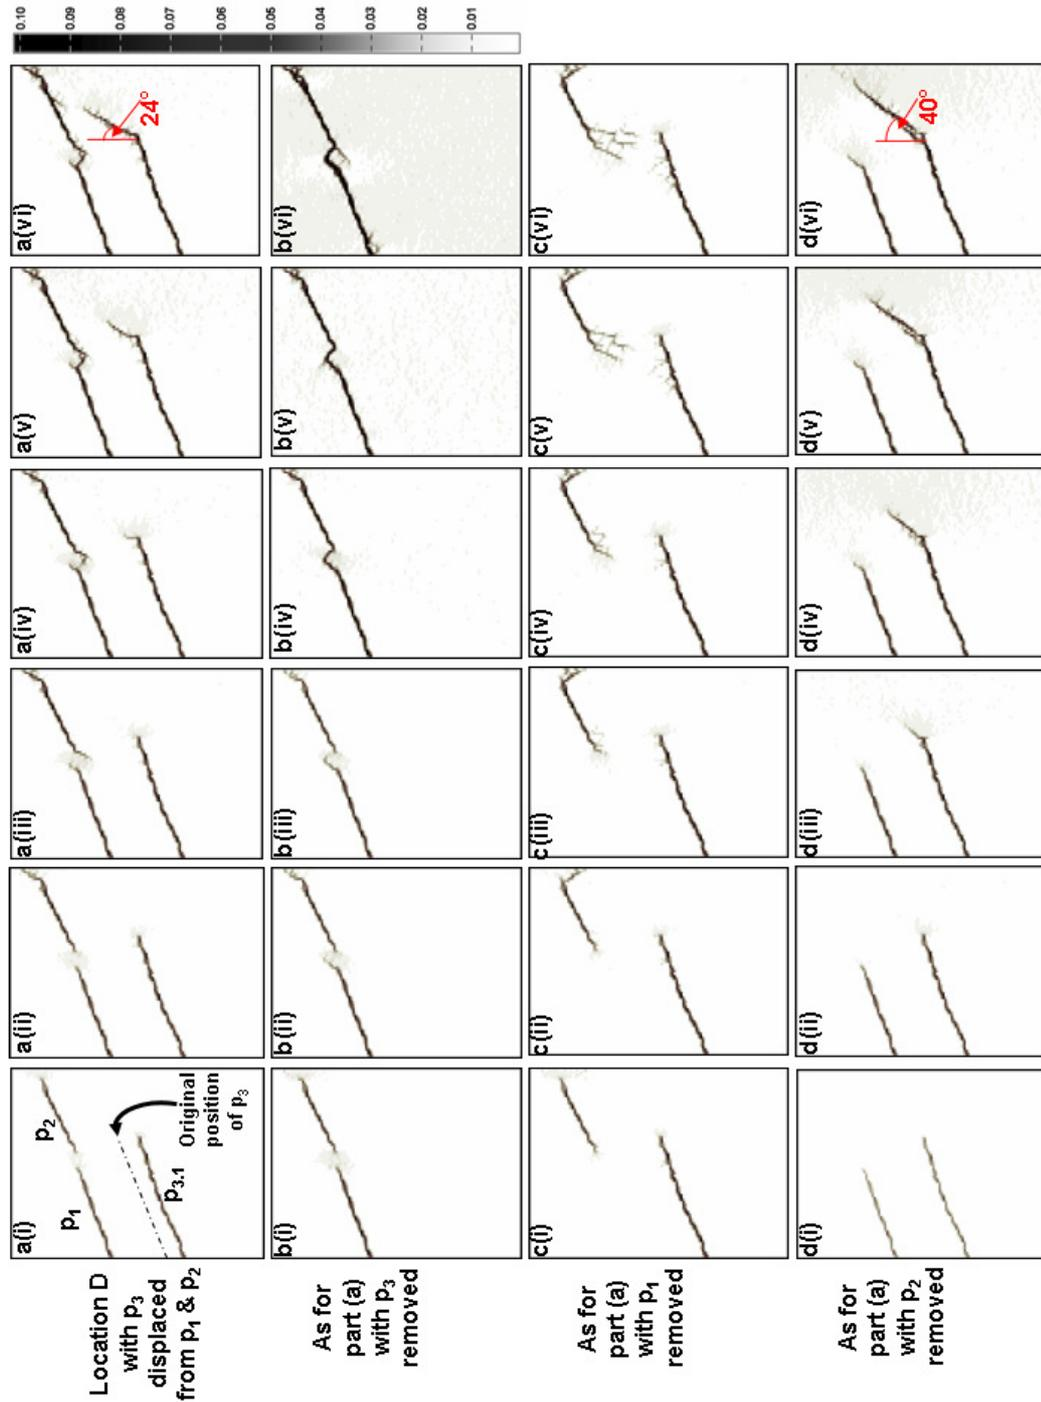 Location D
with p3
displaced
from p1 & p2
a(i)
p1
p2
p3.1
Original
position
of p3
a(ii)
a(iii)
a(iv)
a(v)
a(vi)
24°
0.10
0.09
0.08
0.07
0.06
0.05
0.04
0.03
0.02
0.01
As for
part (a)
with p3
removed
b(i)
b(ii)
b(iii)
b(iv)
b(v)
b(vi)
As for
part (a)
with p1
removed
c(i)
c(ii)
c(iii)
c(iv)
c(v)
c(vi)
As for
part (a)
with p2
removed
d(i)
d(ii)
d(iii)
d(iv)
d(v)
d(vi)
40°